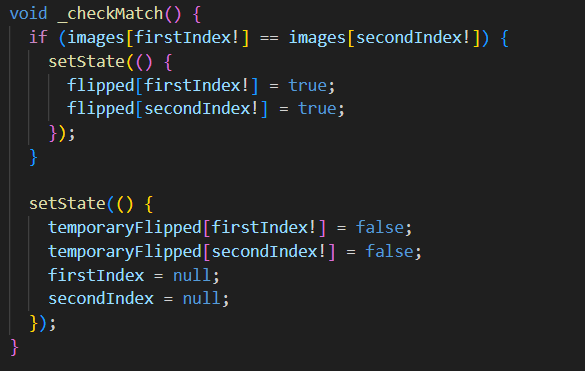 void _checkMatch() {
  if (images[firstIndex!] == images[secondIndex!]) {
    setState(() {
      flipped[firstIndex!] = true;
      flipped[secondIndex!] = true;
    });
  }

  setState(() {
    temporaryFlipped[firstIndex!] = false;
    temporaryFlipped[secondIndex!] = false;
    firstIndex = null;
    secondIndex = null;
  });
}